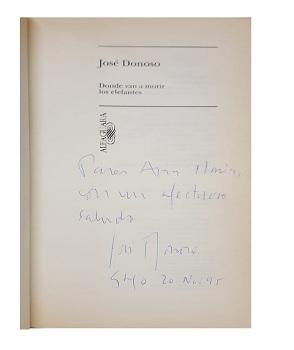 José Donoso
Donde van a morir
los elefantes
ALFAGUARA
Para Ana María,
con un afectuoso
saludo
José Donoso
Stgo 20 Nov 95